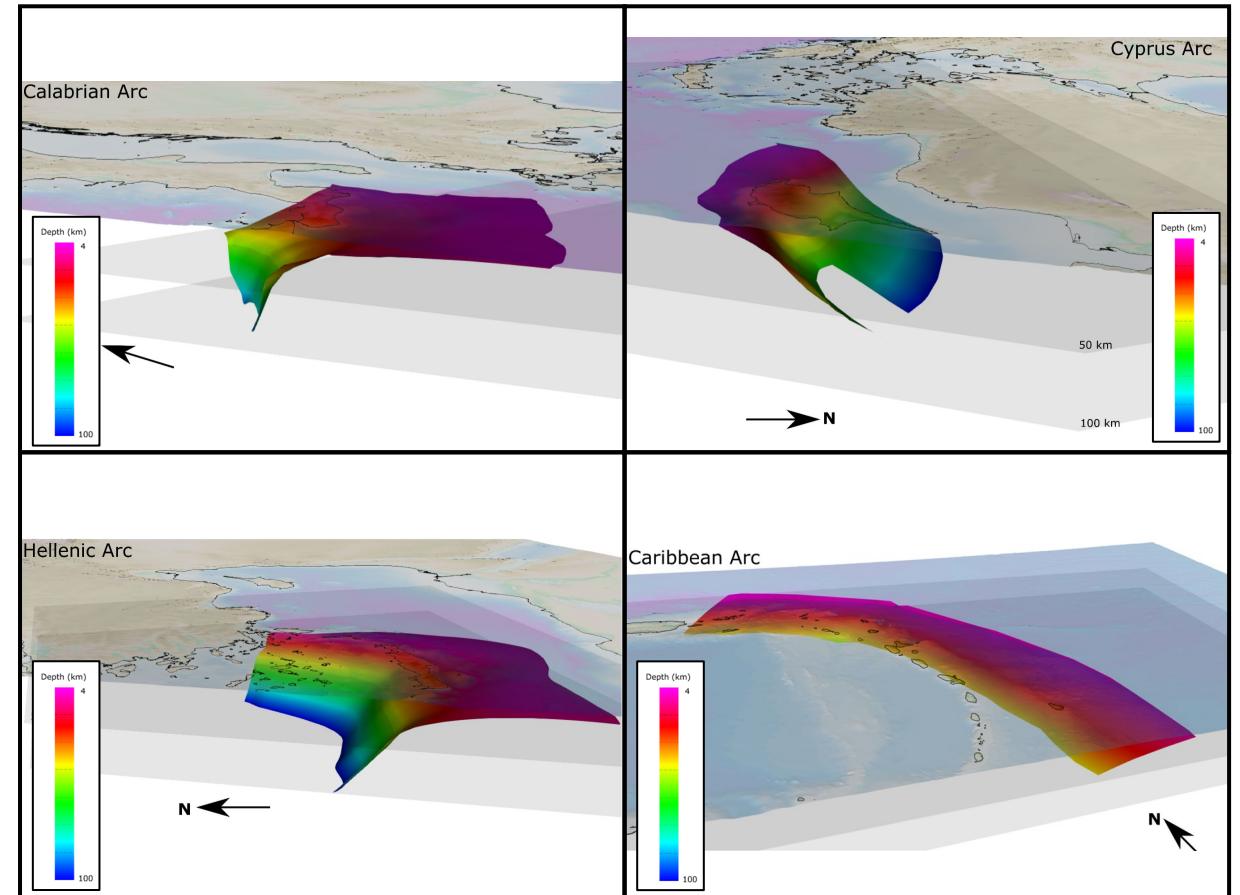 Calabrian Arc
Depth (km)
4
100
Cyprus Arc
Depth (km)
4
100
50 km
100 km
N
Hellenic Arc
Depth (km)
4
100
N
Caribbean Arc
Depth (km)
4
100
N